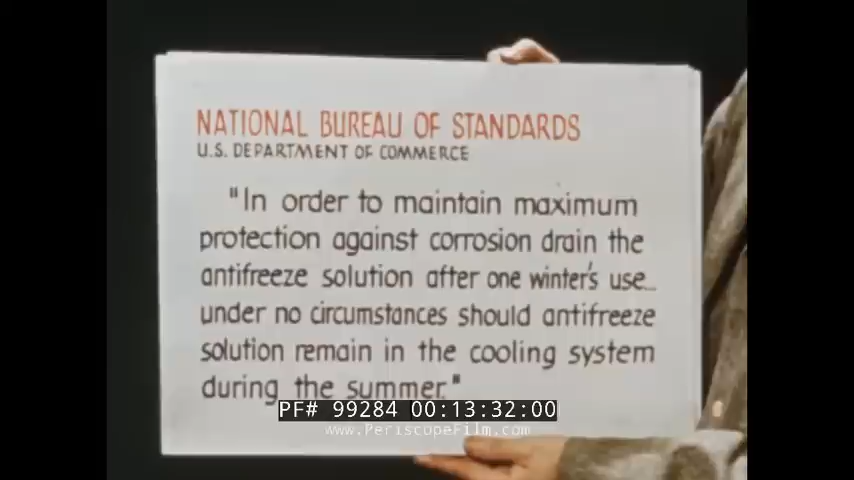 NATIONAL BUREAU OF STANDARDS
U.S. DEPARTMENT OF COMMERCE
"In order to maintain maximum
protection against corrosion drain the
antifreeze solution after one winter's use...
under no circumstances should antifreeze
solution remain in the cooling system
during the summer."
PF# 99284 00:13:32:00
www.PeriscopeFilm.com